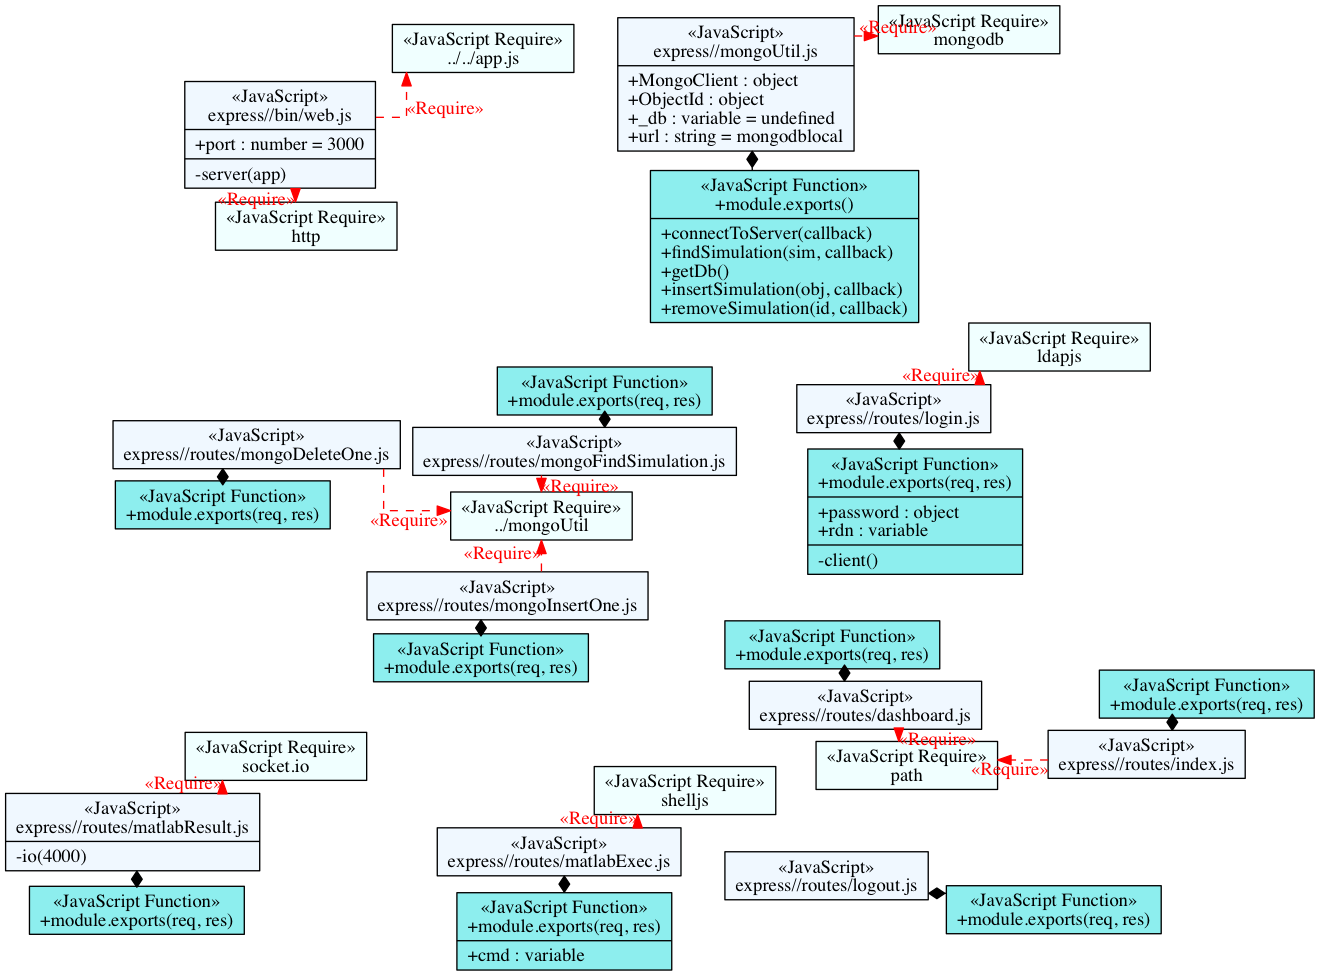 «JavaScript Require»
../../app.js
«Require»
«JavaScript»
express//bin/web.js
+port : number = 3000
-server(app)
«Require»
«JavaScript Require»
http
«JavaScript»
express//mongoUtil.js
+MongoClient : object
+ObjectId : object
+_db : variable = undefined
+url : string = mongodblocal
«Require»
«JavaScript Require»
mongodb
«JavaScript Function»
+module.exports()
+connectToServer(callback)
+findSimulation(sim, callback)
+getDb()
+insertSimulation(obj, callback)
+removeSimulation(id, callback)
«JavaScript Require»
ldapjs
«Require»
«JavaScript»
express//routes/login.js
«JavaScript Function»
+module.exports(req, res)
+password : object
+rdn : variable
-client()
«JavaScript Function»
+module.exports(req, res)
«JavaScript»
express//routes/mongoFindSimulation.js
«Require»
«JavaScript»
express//routes/mongoDeleteOne.js
«JavaScript Function»
+module.exports(req, res)
«Require»
«JavaScript Require»
../mongoUtil
«Require»
«JavaScript»
express//routes/mongoInsertOne.js
«JavaScript Function»
+module.exports(req, res)
«JavaScript Function»
+module.exports(req, res)
«JavaScript»
express//routes/dashboard.js
«Require»
«JavaScript Require»
path
«Require»
«JavaScript Function»
+module.exports(req, res)
«JavaScript»
express//routes/index.js
«JavaScript Require»
socket.io
«Require»
«JavaScript»
express//routes/matlabResult.js
-io(4000)
«JavaScript Function»
+module.exports(req, res)
«JavaScript Require»
shelljs
«Require»
«JavaScript»
express//routes/matlabExec.js
«JavaScript Function»
+module.exports(req, res)
+cmd : variable
«JavaScript»
express//routes/logout.js
«JavaScript Function»
+module.exports(req, res)